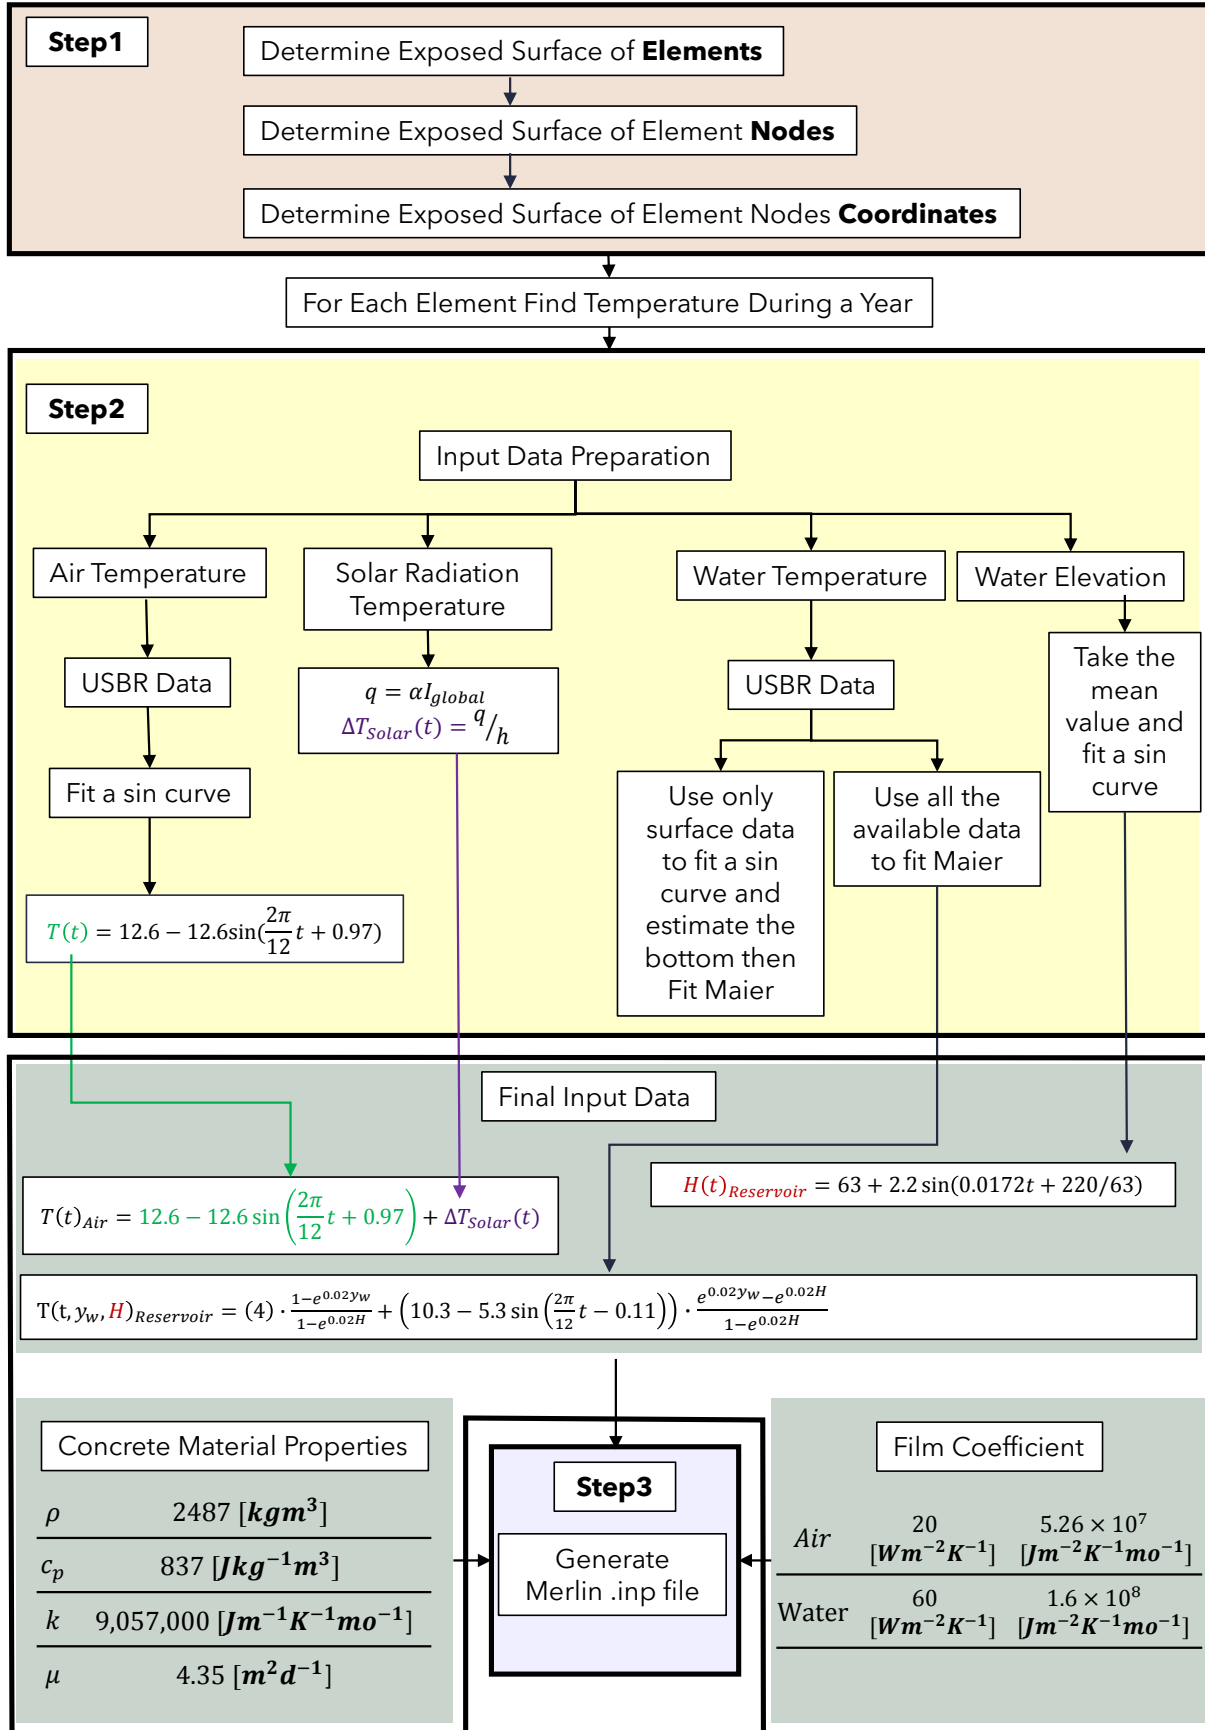 Step1
Determine Exposed Surface of Elements
Determine Exposed Surface of Element Nodes
Determine Exposed Surface of Element Nodes Coordinates
For Each Element Find Temperature During a Year
Step2
Input Data Preparation
Air Temperature
Solar Radiation
Temperature
Water Temperature
Water Elevation
USBR Data
q = αI_global
ΔT_Solar(t) = q/h
USBR Data
Take the
mean
value and
fit a sin
curve
Fit a sin curve
Use only
surface data
to fit a sin
curve and
estimate the
bottom then
Fit Maier
Use all the
available data
to fit Maier
T(t) = 12.6 − 12.6sin(2π/12 t + 0.97)
Final Input Data
H(t)_Reservoir = 63 + 2.2 sin(0.0172t + 220/63)
T(t)_Air = 12.6 − 12.6 sin(2π/12 t + 0.97) + ΔT_Solar(t)
T(t, y_w, H)_Reservoir = (4) · (1−e^{0.02y_w})/(1−e^{0.02H}) + (10.3 − 5.3 sin(2π/12 t − 0.11)) · (e^{0.02y_w}−e^{0.02H})/(1−e^{0.02H})
Concrete Material Properties
ρ 2487 [kgm³]
c_p 837 [Jkg⁻¹m³]
k 9,057,000 [Jm⁻¹K⁻¹mo⁻¹]
μ 4.35 [m²d⁻¹]
Step3
Generate
Merlin .inp file
Film Coefficient
Air 20 5.26 × 10⁷
[Wm⁻²K⁻¹] [Jm⁻²K⁻¹mo⁻¹]
Water 60 1.6 × 10⁸
[Wm⁻²K⁻¹] [Jm⁻²K⁻¹mo⁻¹]